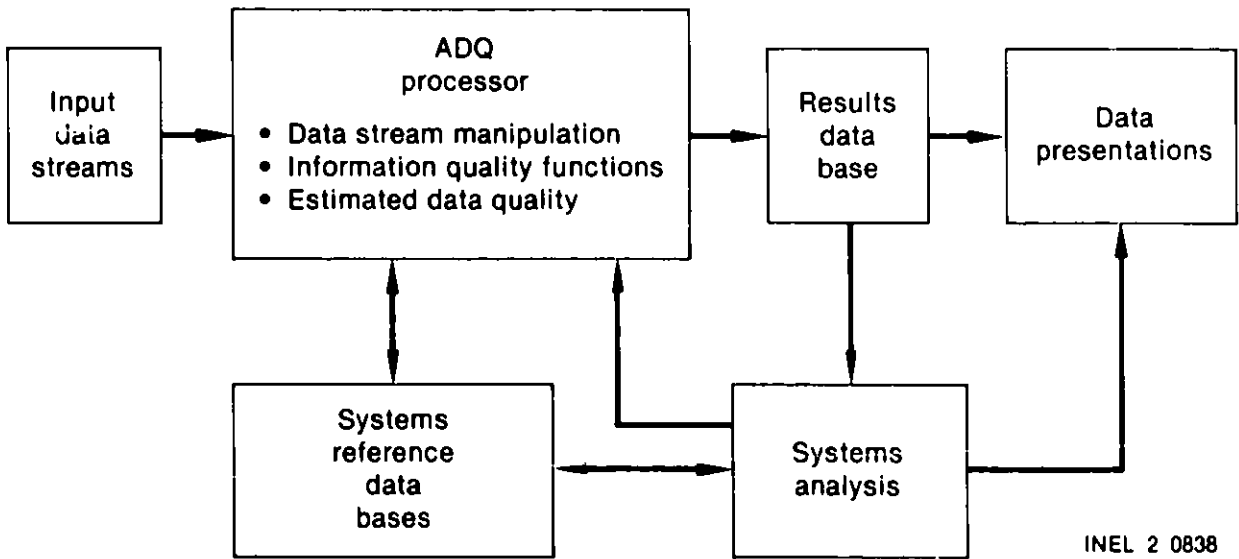 Input
data
streams
ADQ
processor
• Data stream manipulation
• Information quality functions
• Estimated data quality
Results
data
base
Data
presentations
Systems
reference
data
bases
Systems
analysis
INEL 2 0838